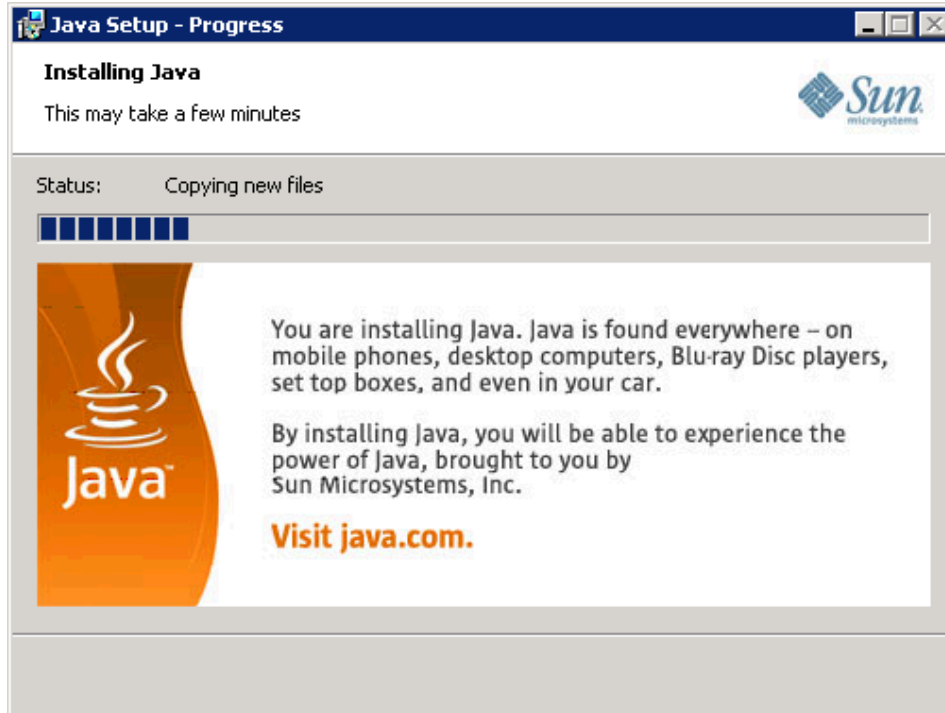 Java Setup - Progress
Installing Java
This may take a few minutes
Sun
microsystems
Status: Copying new files
You are installing Java. Java is found everywhere – on
mobile phones, desktop computers, Blu-ray Disc players,
set top boxes, and even in your car.
By installing Java, you will be able to experience the
power of Java, brought to you by
Sun Microsystems, Inc.
Visit java.com.
Java™